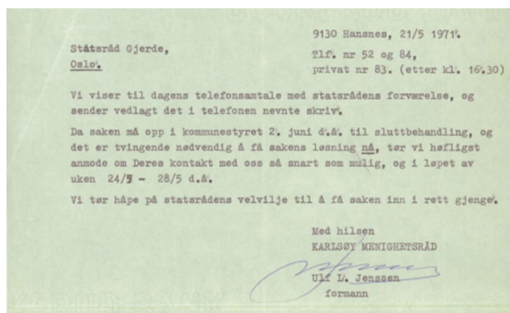 9130 Hansnes, 21/5 1971.
Statsråd Gjerde,
Oslo.
Tlf. nr 52 og 84,
privat nr 83. (etter kl. 16.30)
Vi viser til dagens telefonsamtale med statsrådens forværelse, og
sender vedlagt det i telefonen nevnte skriv.
Da saken må opp i kommunestyret 2. juni d.å. til sluttbehandling, og
det er tvingende nødvendig å få sakens løsning nå, tør vi høfligst
anmode om Deres kontakt med oss så snart som mulig, og i løpet av
uken 24/5 - 28/5 d.å.
Vi tør håpe på statsrådens velvilje til å få saken inn i rett gjenge.
Med hilsen
KARLSØY MENIGHETSRÅD
Ulf L. Jenssen
formann